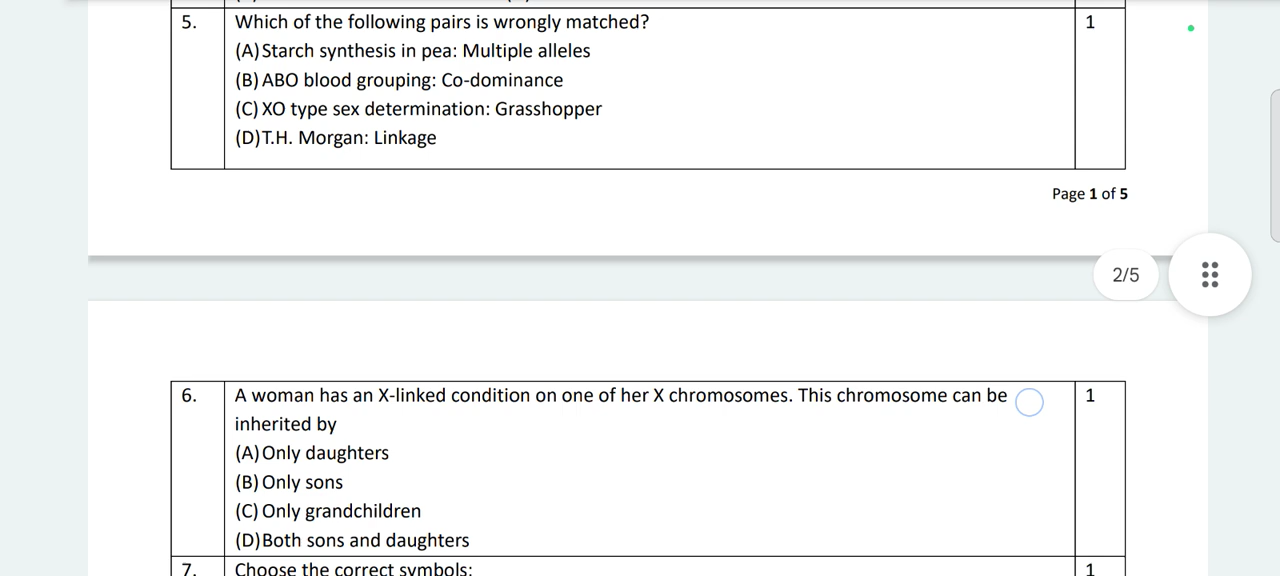 5. Which of the following pairs is wrongly matched? 1
(A) Starch synthesis in pea: Multiple alleles
(B) ABO blood grouping: Co-dominance
(C) XO type sex determination: Grasshopper
(D) T.H. Morgan: Linkage
Page 1 of 5
2/5
6. A woman has an X-linked condition on one of her X chromosomes. This chromosome can be 1
inherited by
(A) Only daughters
(B) Only sons
(C) Only grandchildren
(D) Both sons and daughters
7. Choose the correct symbols: 1